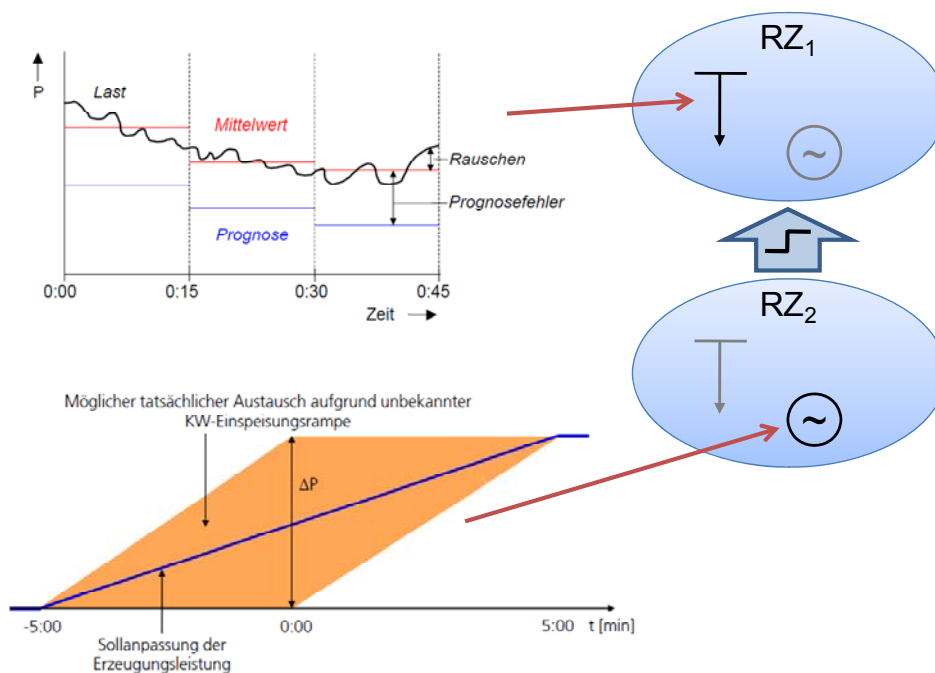 P
Last
Mittelwert
Rauschen
Prognosefehler
Prognose
0:00
0:15
0:30
0:45
Zeit
RZ1
~
RZ2
~
Möglicher tatsächlicher Austausch aufgrund unbekannter
KW-Einspeisungsrampe
ΔP
-5:00
0:00
5:00
t [min]
Sollanpassung der
Erzeugungsleistung